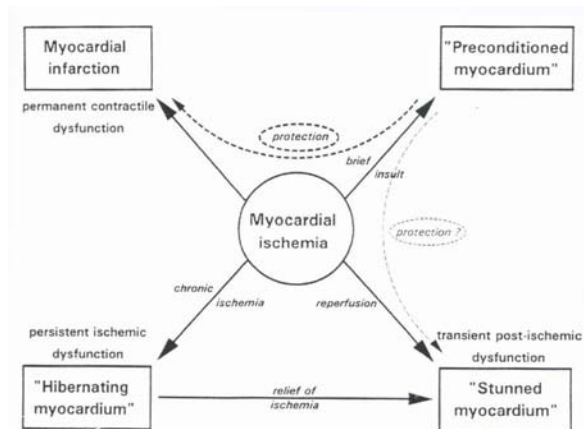 Myocardial
infarction
"Preconditioned
myocardium"
permanent contractile
dysfunction
protection
brief
insult
Myocardial
ischemia
protection ?
chronic
ischemia
reperfusion
persistent ischemic
dysfunction
transient post-ischemic
dysfunction
"Hibernating
myocardium"
relief of
ischemia
"Stunned
myocardium"